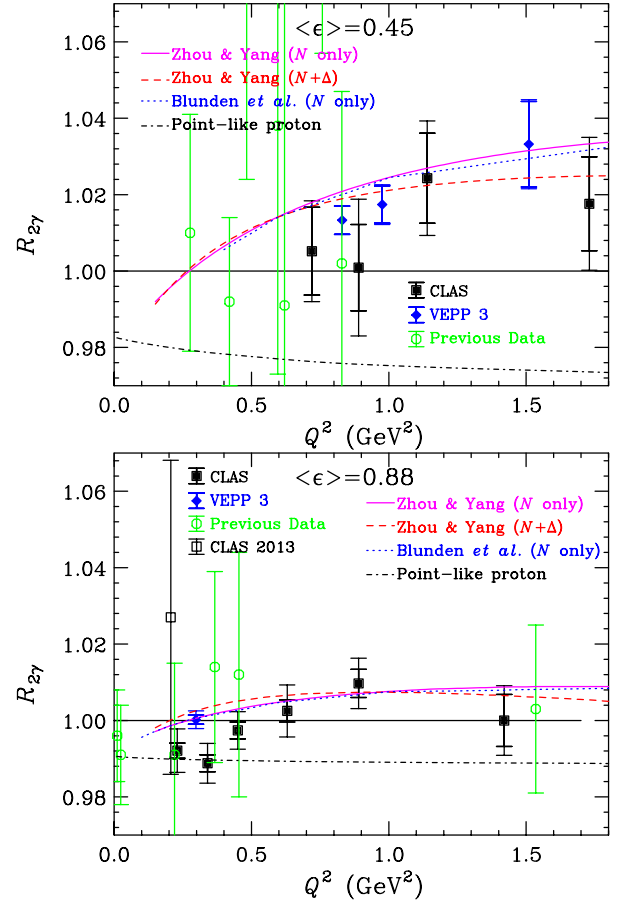 <ϵ>=0.45
Zhou & Yang (N only)
Zhou & Yang (N+Δ)
Blunden et al. (N only)
Point-like proton
1.06
1.04
1.02
1.00
0.98
R2γ
CLAS
VEPP 3
Previous Data
0.0 0.5 1.0 1.5
Q² (GeV²)
<ϵ>=0.88
CLAS
VEPP 3
Previous Data
CLAS 2013
Zhou & Yang (N only)
Zhou & Yang (N+Δ)
Blunden et al. (N only)
Point-like proton
1.06
1.04
1.02
1.00
0.98
R2γ
0.0 0.5 1.0 1.5
Q² (GeV²)